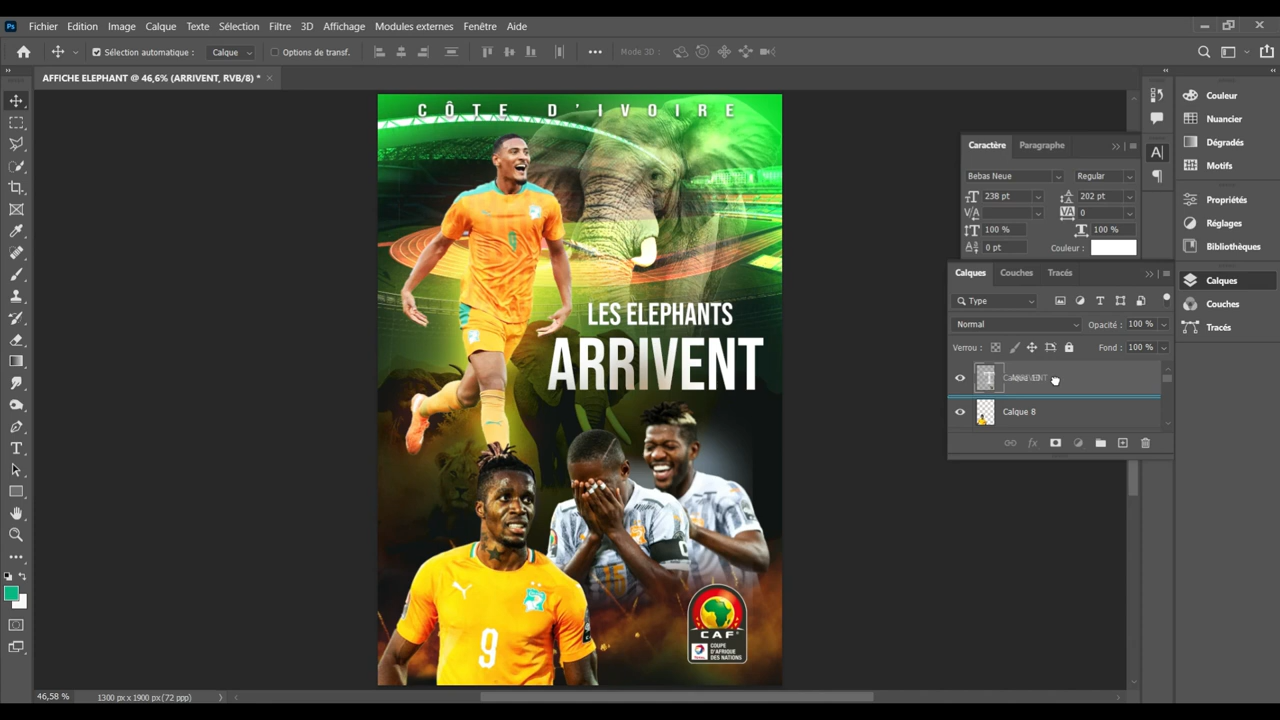 Ps Fichier Edition Image Calque Texte Sélection Filtre 3D Affichage Modules externes Fenêtre Aide
Sélection automatique : Calque Options de transf. Mode 3D :
AFFICHE ELEPHANT @ 46,6% (ARRIVENT, RVB/8) *
CÔTE D'IVOIRE
LES ELEPHANTS
ARRIVENT
9
CAF
TOTAL
COUPE
D'AFRIQUE
DES NATIONS
Caractère Paragraphe
Bebas Neue Regular
238 pt 202 pt
0
100 % 100 %
0 pt Couleur :
Calques Couches Tracés
Type
Normal Opacité : 100 %
Verrou : Fond : 100 %
Calque 8
Couleur
Nuancier
Dégradés
Motifs
Propriétés
Réglages
Bibliothèques
Calques
Couches
Tracés
46,58 % 1300 px x 1900 px (72 ppp)